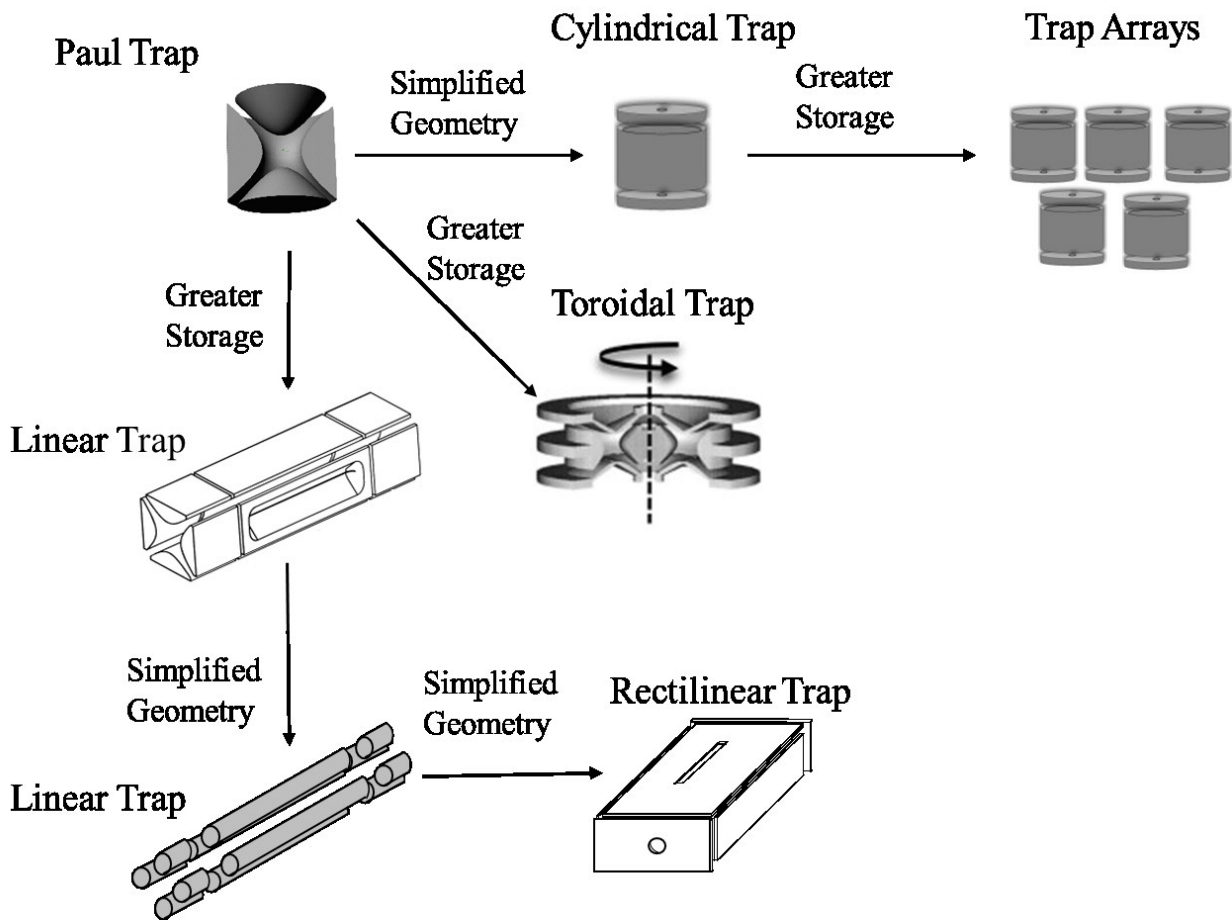 Paul Trap
Simplified
Geometry
Cylindrical Trap
Greater
Storage
Trap Arrays
Greater
Storage
Greater
Storage
Toroidal Trap
Linear Trap
Simplified
Geometry
Linear Trap
Simplified
Geometry
Rectilinear Trap